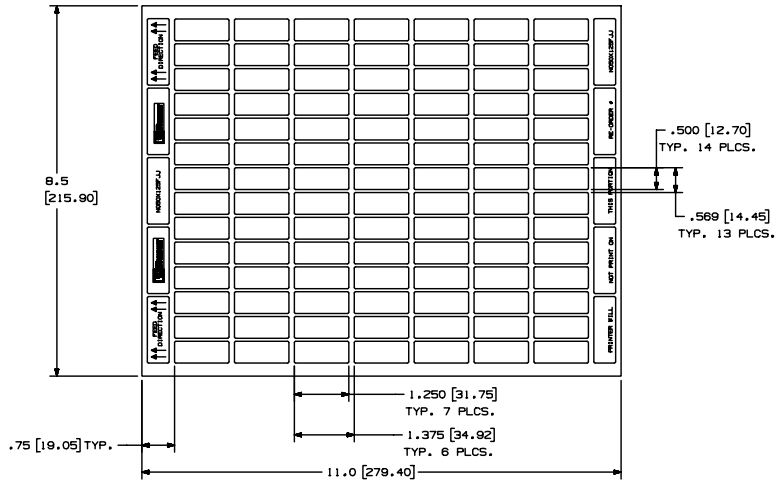 FEED
DIRECTION
N050X125FJJ
FEED
DIRECTION
N050X125FJJ
RE-ORDER #
THIS PORTION
NOT PRINT ON
PRINTER WILL
8.5
[215.90]
.500 [12.70]
TYP. 14 PLCS.
.569 [14.45]
TYP. 13 PLCS.
1.250 [31.75]
TYP. 7 PLCS.
1.375 [34.92]
TYP. 6 PLCS.
.75 [19.05] TYP.
11.0 [279.40]